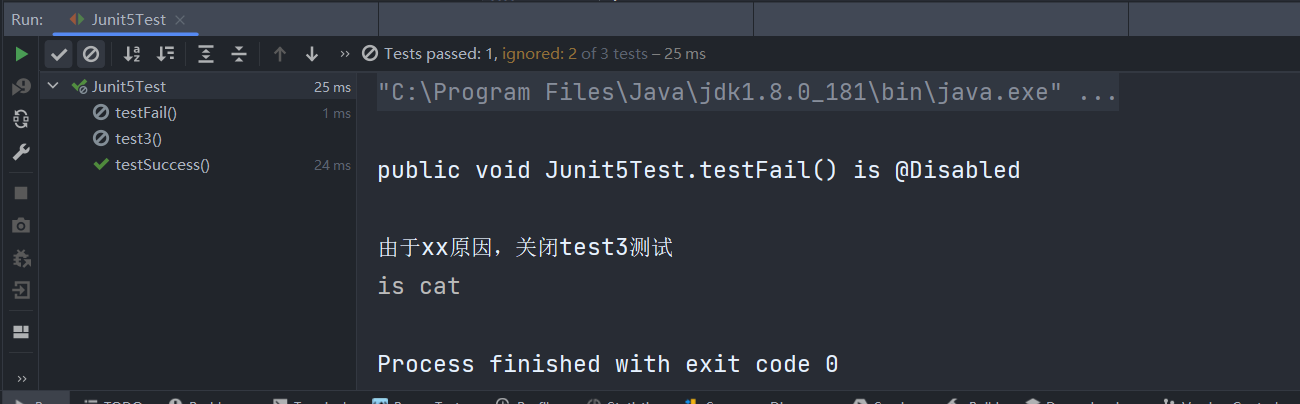 Run: Junit5Test
Tests passed: 1, ignored: 2 of 3 tests – 25 ms
Junit5Test 25 ms
testFail() 1 ms
test3()
testSuccess() 24 ms
"C:\Program Files\Java\jdk1.8.0_181\bin\java.exe" ...
public void Junit5Test.testFail() is @Disabled
由于xx原因，关闭test3测试
is cat
Process finished with exit code 0